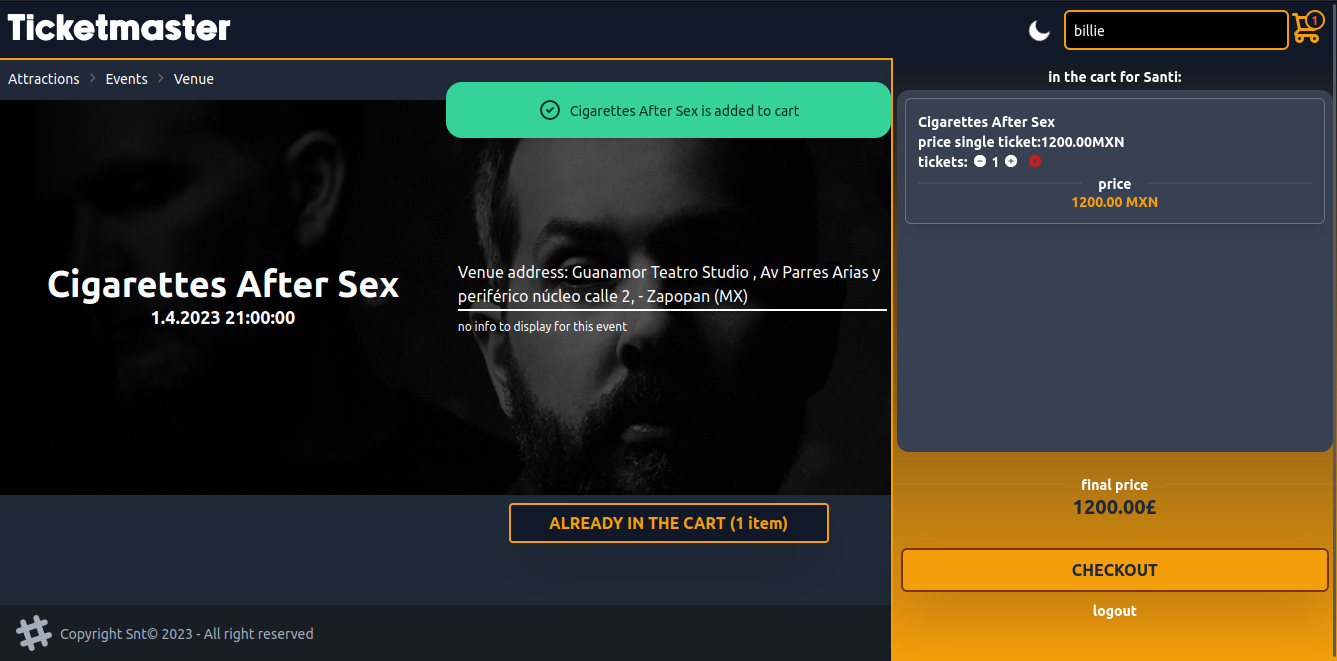 Ticketmaster
billie
1
Attractions > Events > Venue
Cigarettes After Sex is added to cart
Cigarettes After Sex
1.4.2023 21:00:00
Venue address: Guanamor Teatro Studio , Av Parres Arias y
periférico núcleo calle 2, - Zapopan (MX)
no info to display for this event
ALREADY IN THE CART (1 item)
Copyright Snt© 2023 - All right reserved
in the cart for Santi:
Cigarettes After Sex
price single ticket:1200.00MXN
tickets: 1
price
1200.00 MXN
final price
1200.00£
CHECKOUT
logout